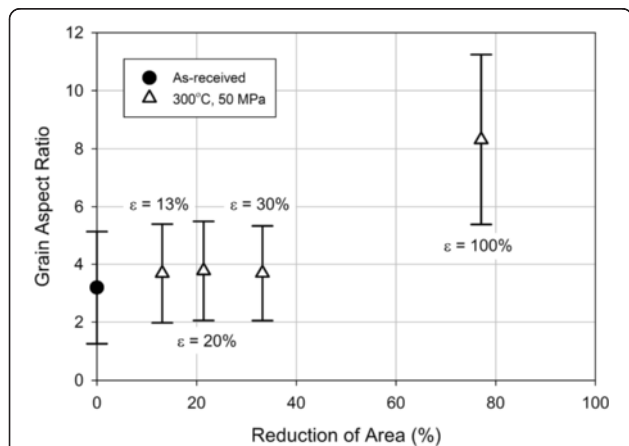 12
10
8
6
4
2
0
Grain Aspect Ratio
As-received
300°C, 50 MPa
ε = 13%
ε = 30%
ε = 20%
ε = 100%
0 20 40 60 80 100
Reduction of Area (%)